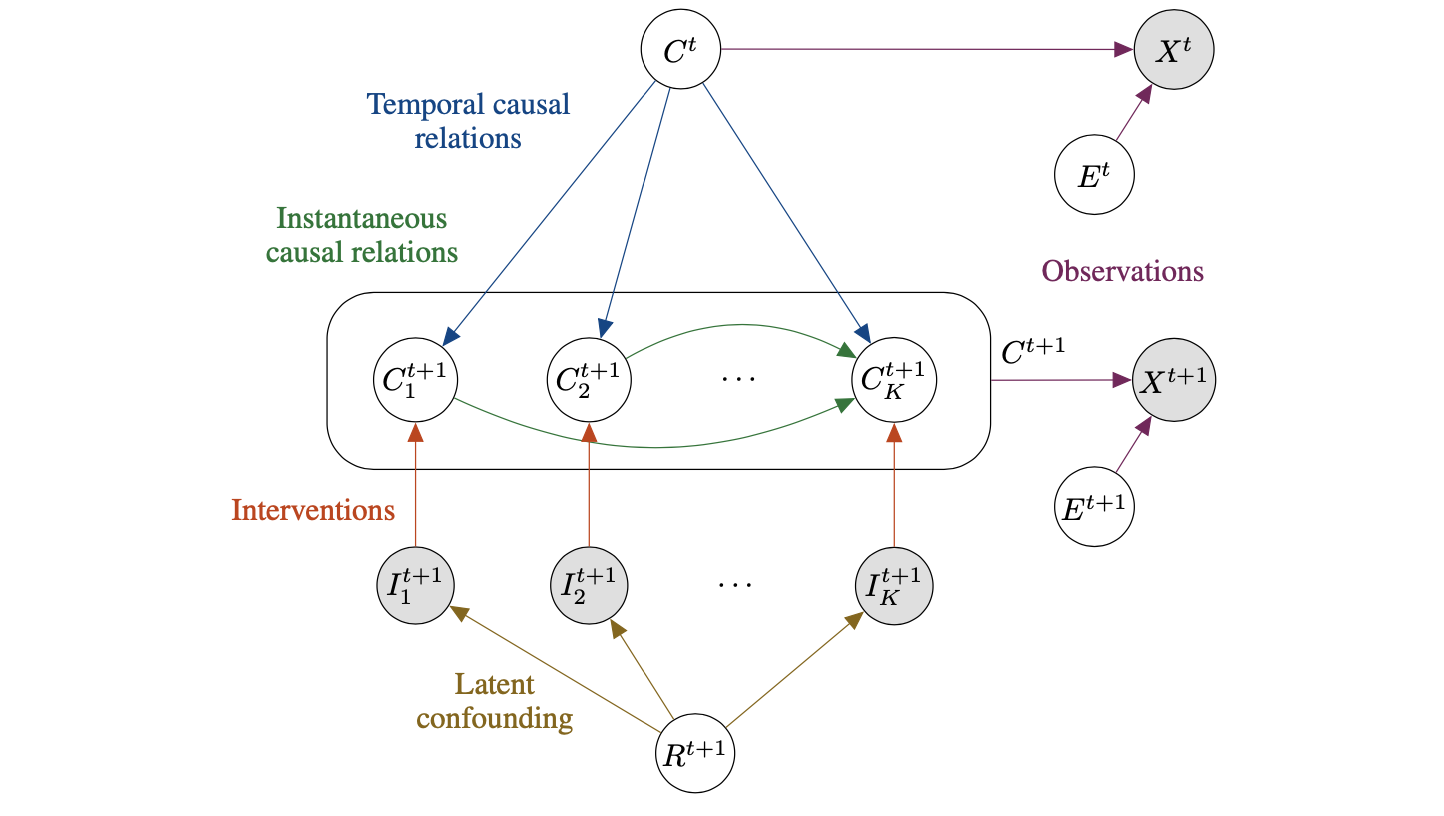 $C^t$
$X^t$
Temporal causal
relations
$E^t$
Instantaneous
causal relations
Observations
$C_1^{t+1}$
$C_2^{t+1}$
$\cdots$
$C_K^{t+1}$
$C^{t+1}$
$X^{t+1}$
Interventions
$E^{t+1}$
$I_1^{t+1}$
$I_2^{t+1}$
$\cdots$
$I_K^{t+1}$
Latent
confounding
$R^{t+1}$